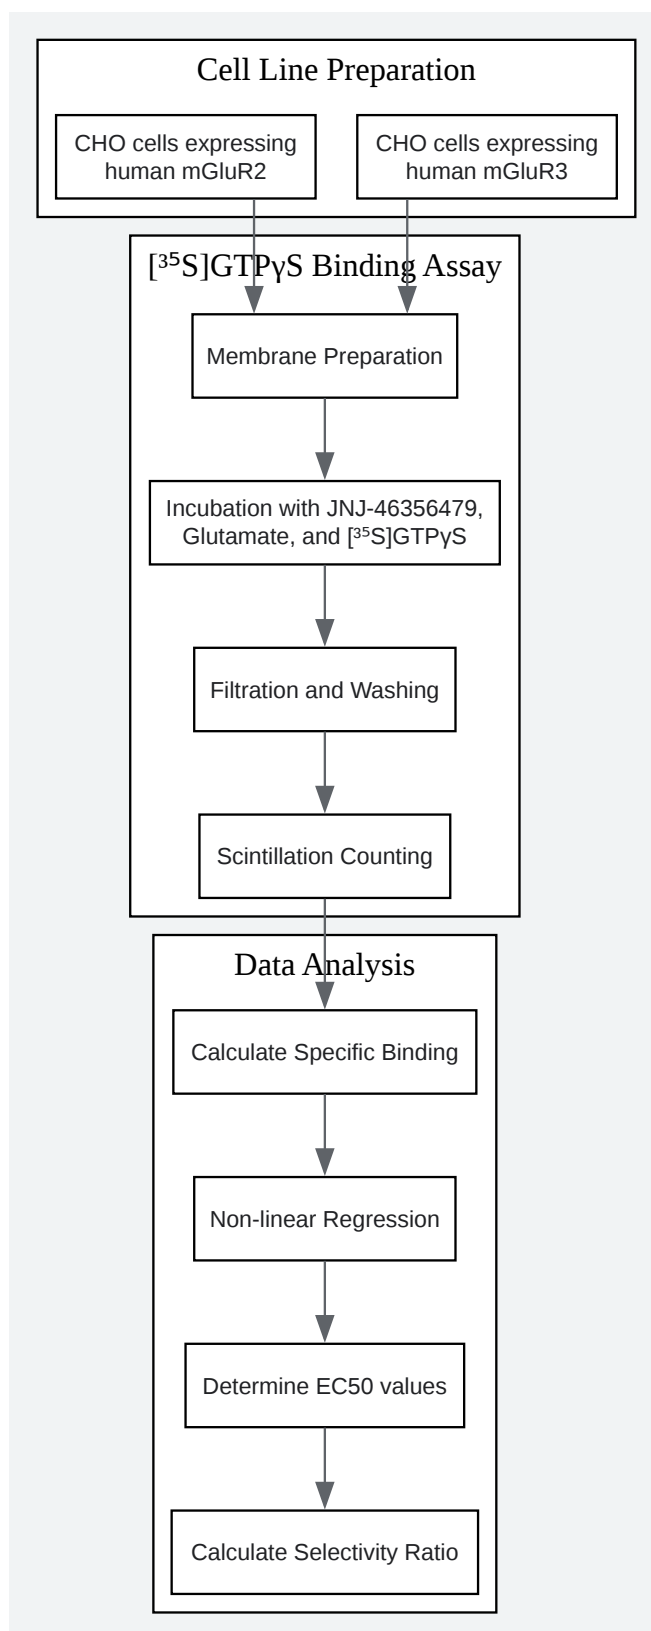 Cell Line Preparation
CHO cells expressing
human mGluR2
CHO cells expressing
human mGluR3
[³⁵S]GTPγS Binding Assay
Membrane Preparation
Incubation with JNJ-46356479,
Glutamate, and [³⁵S]GTPγS
Filtration and Washing
Scintillation Counting
Data Analysis
Calculate Specific Binding
Non-linear Regression
Determine EC50 values
Calculate Selectivity Ratio